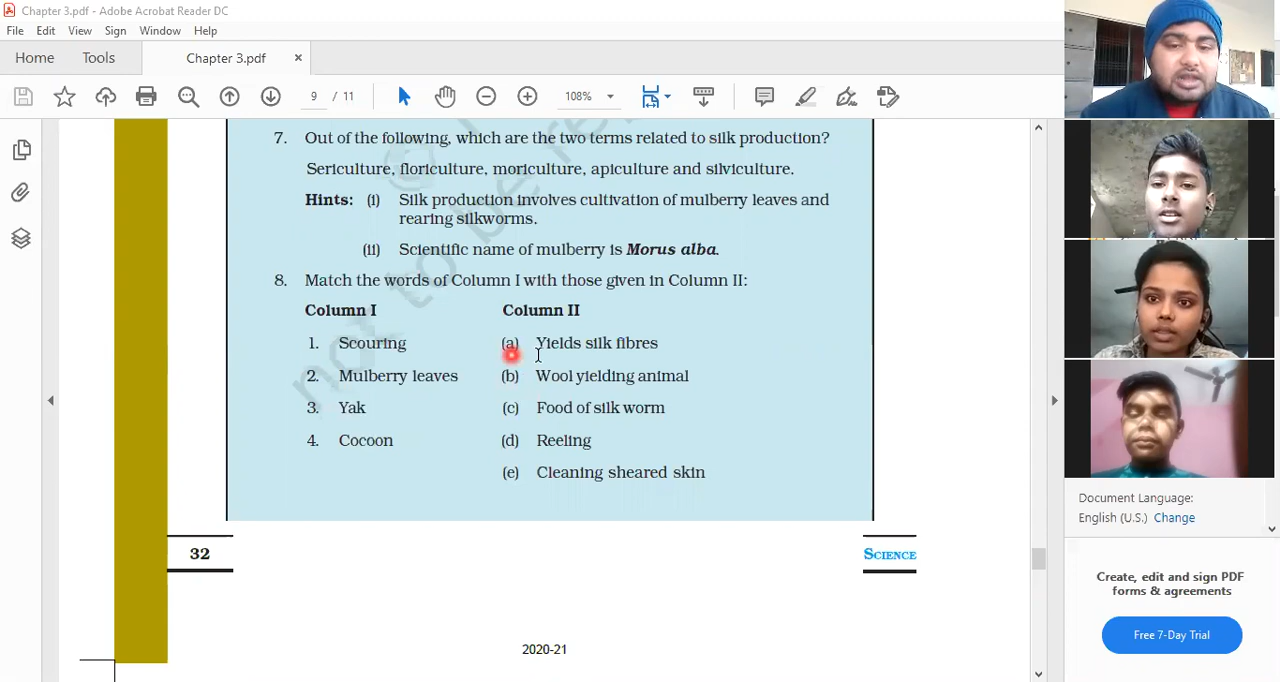 Chapter 3.pdf - Adobe Acrobat Reader DC
File Edit View Sign Window Help
Home Tools Chapter 3.pdf ×
9 / 11 108%
7. Out of the following, which are the two terms related to silk production?
Sericulture, floriculture, moriculture, apiculture and silviculture.
Hints: (i) Silk production involves cultivation of mulberry leaves and
rearing silkworms.
(ii) Scientific name of mulberry is Morus alba.
8. Match the words of Column I with those given in Column II:
Column I Column II
1. Scouring (a) Yields silk fibres
2. Mulberry leaves (b) Wool yielding animal
3. Yak (c) Food of silk worm
4. Cocoon (d) Reeling
(e) Cleaning sheared skin
not to be re
32
SCIENCE
2020-21
Document Language:
English (U.S.) Change
Create, edit and sign PDF
forms & agreements
Free 7-Day Trial